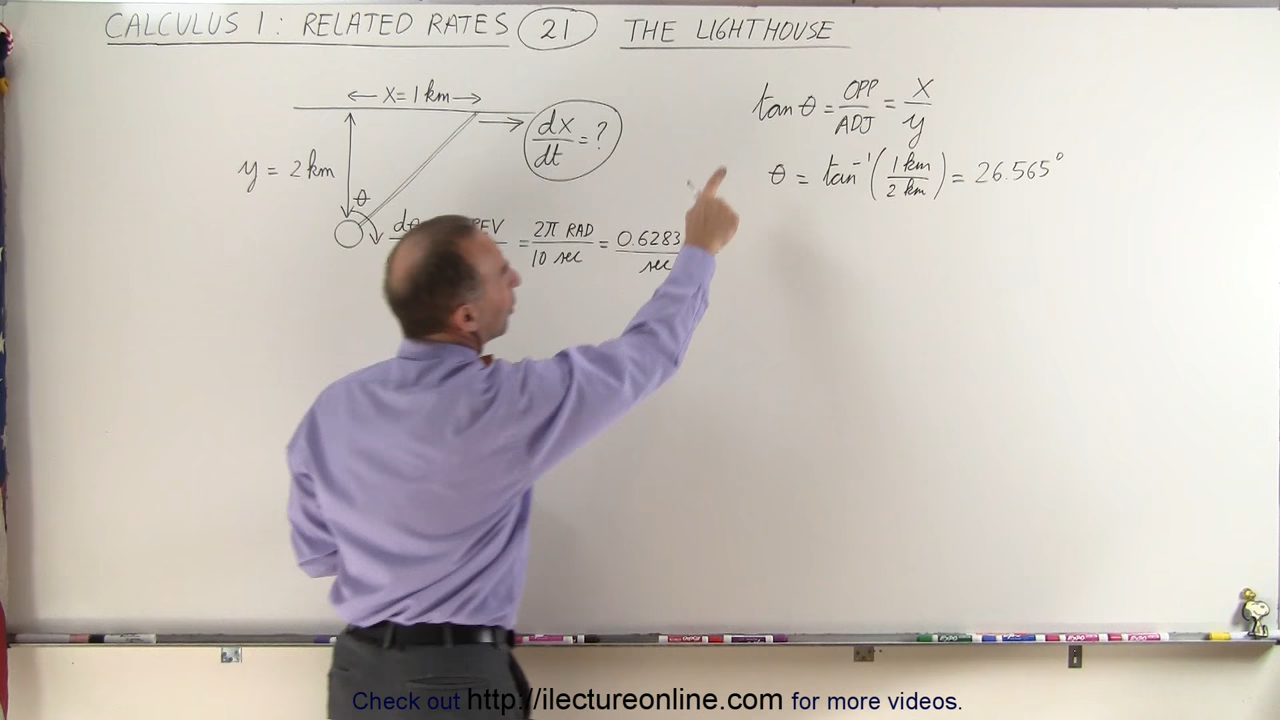 CALCULUS 1: RELATED RATES 21 THE LIGHTHOUSE
← X = 1 km →
y = 2 km
θ
dx/dt = ?
= 2π RAD/10 sec = 0.6283/sec
tan θ = OPP/ADJ = X/y
θ = tan⁻¹(1 km/2 km) = 26.565°
Check out http://ilectureonline.com for more videos.